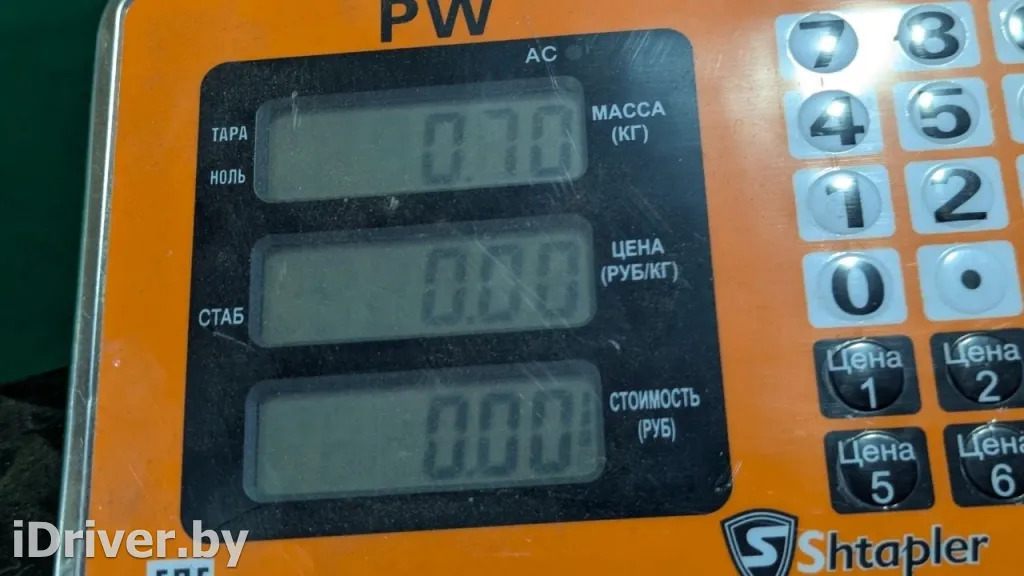 PW
AC
ТАРА
НОЛЬ
0.70
МАССА
(КГ)
СТАБ
0.00
ЦЕНА
(РУБ/КГ)
0.00
СТОИМОСТЬ
(РУБ)
7
4 5
1 2
0 •
Цена
1
Цена
2
Цена
5
Цена
6
Shtapler
iDriver.by